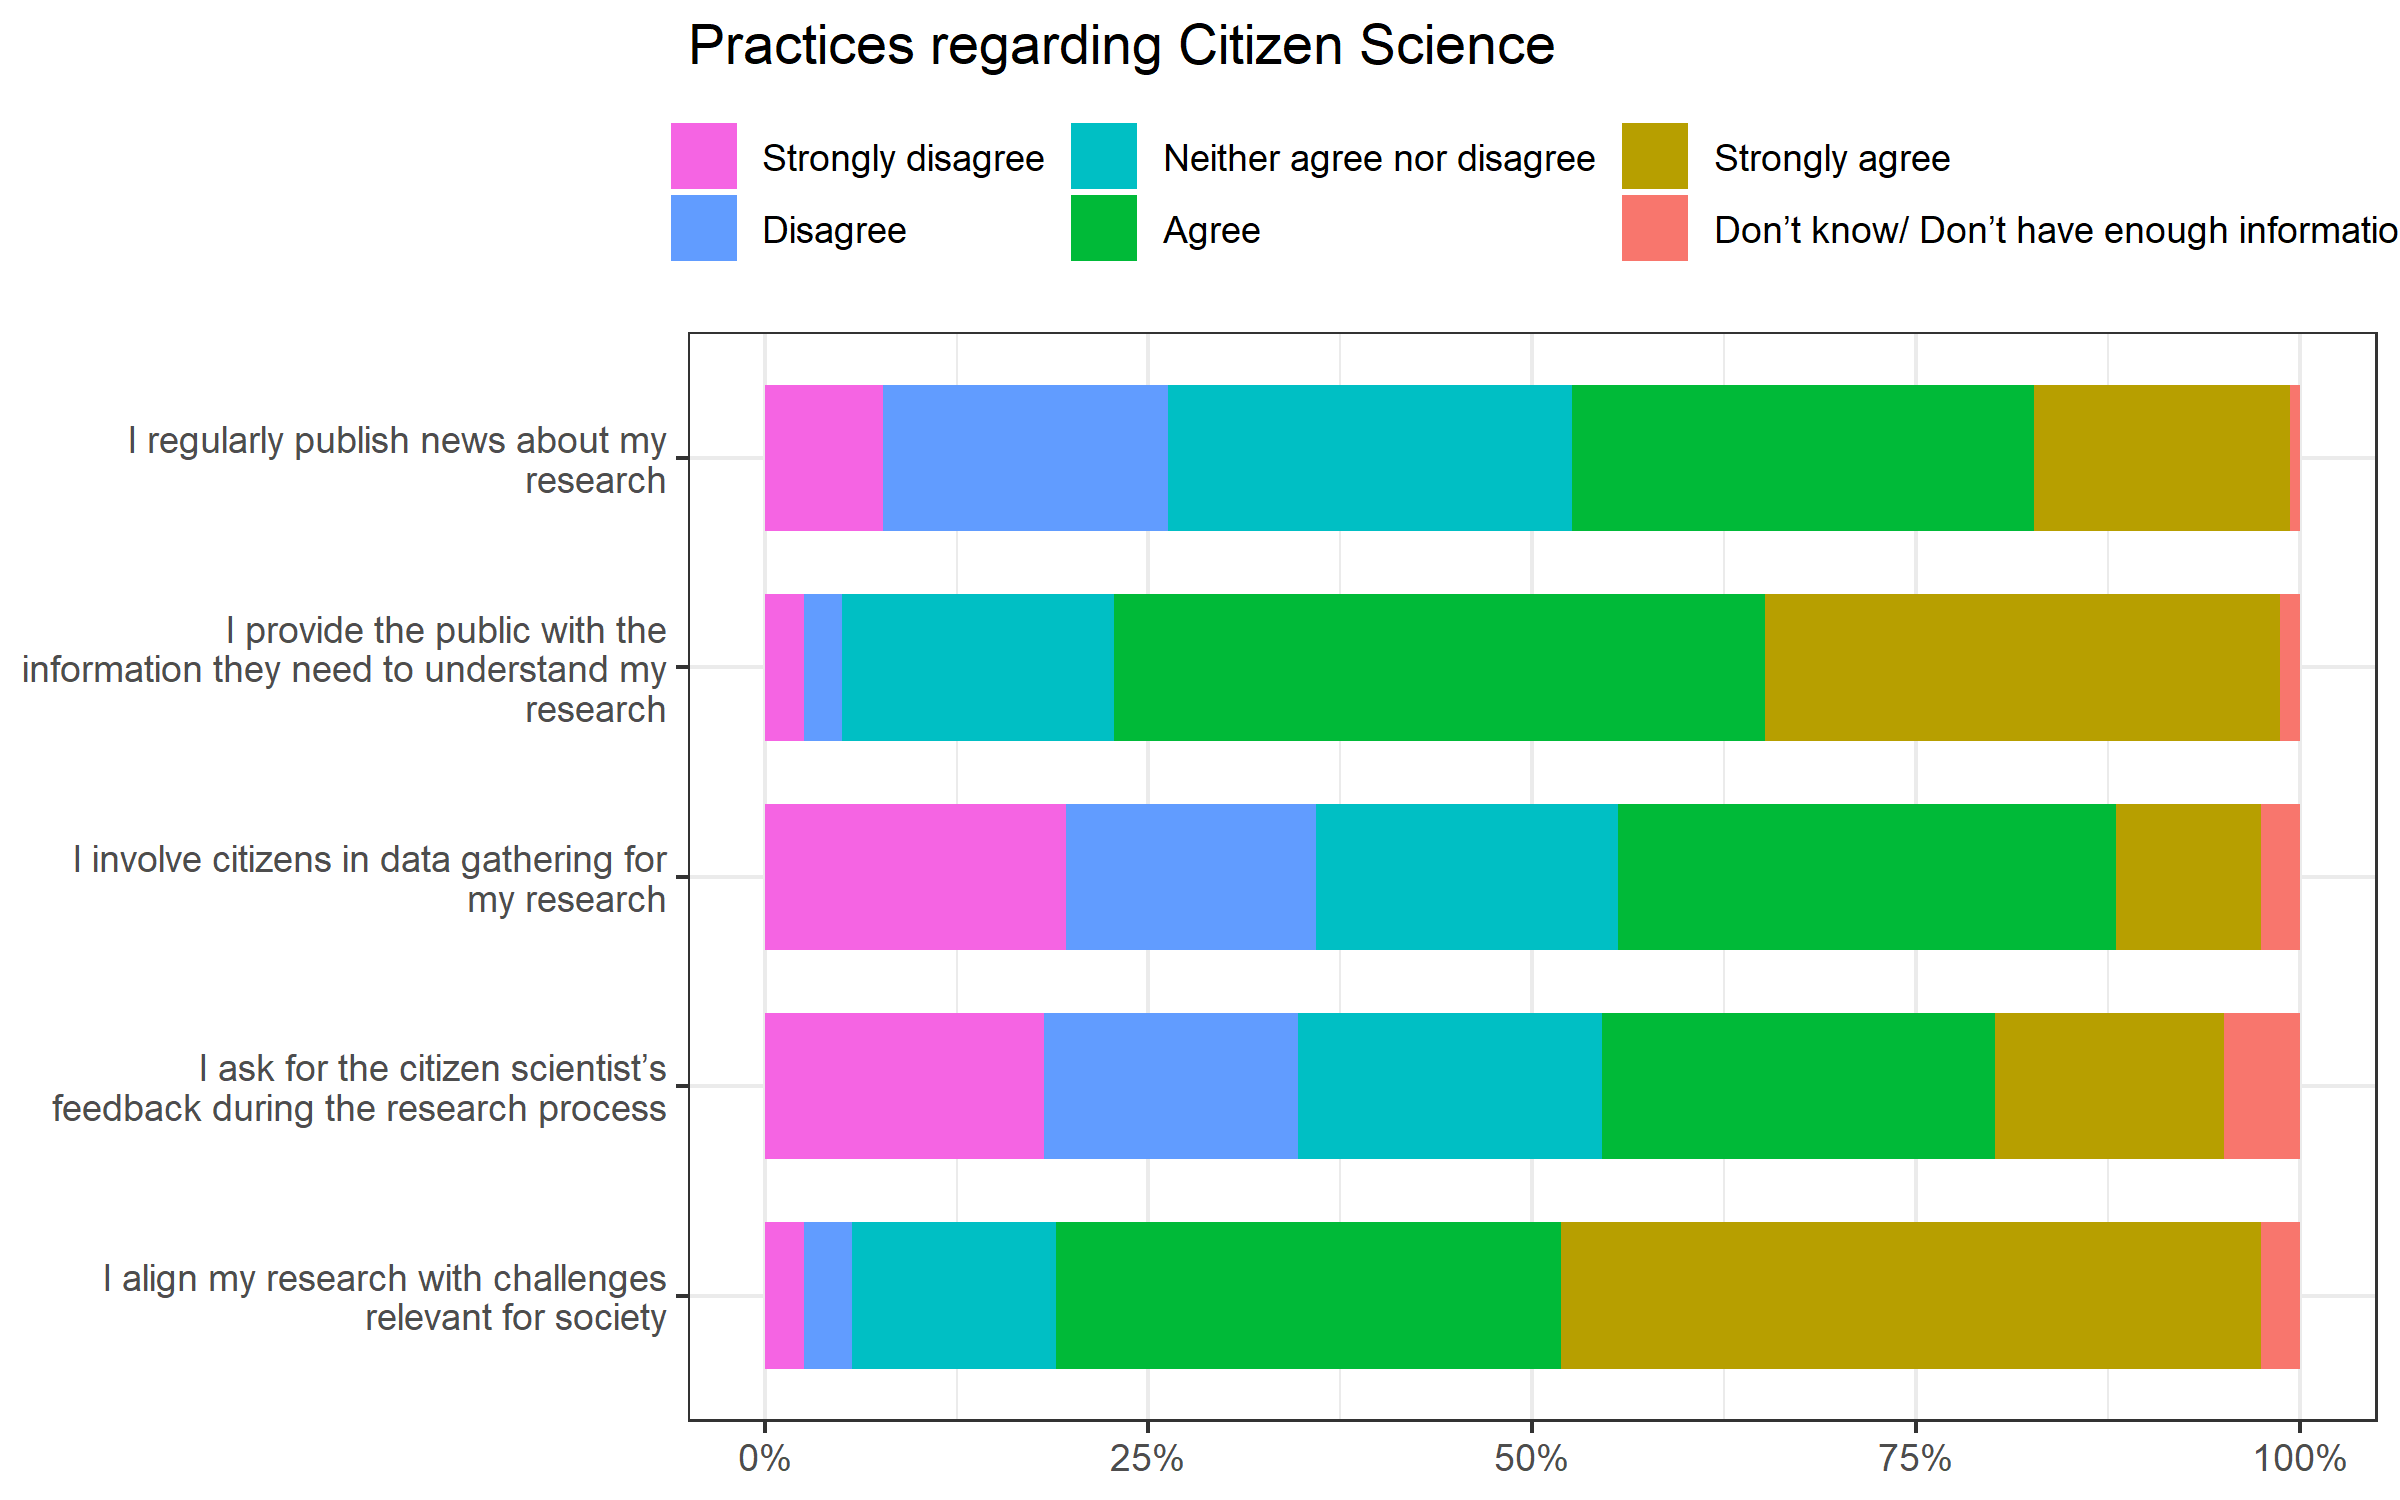 Practices regarding Citizen Science
Strongly disagree
Neither agree nor disagree
Strongly agree
Disagree
Agree
Don’t know/ Don’t have enough informatio
I regularly publish news about my
research
I provide the public with the
information they need to understand my
research
I involve citizens in data gathering for
my research
I ask for the citizen scientist’s
feedback during the research process
I align my research with challenges
relevant for society
0%
25%
50%
75%
100%